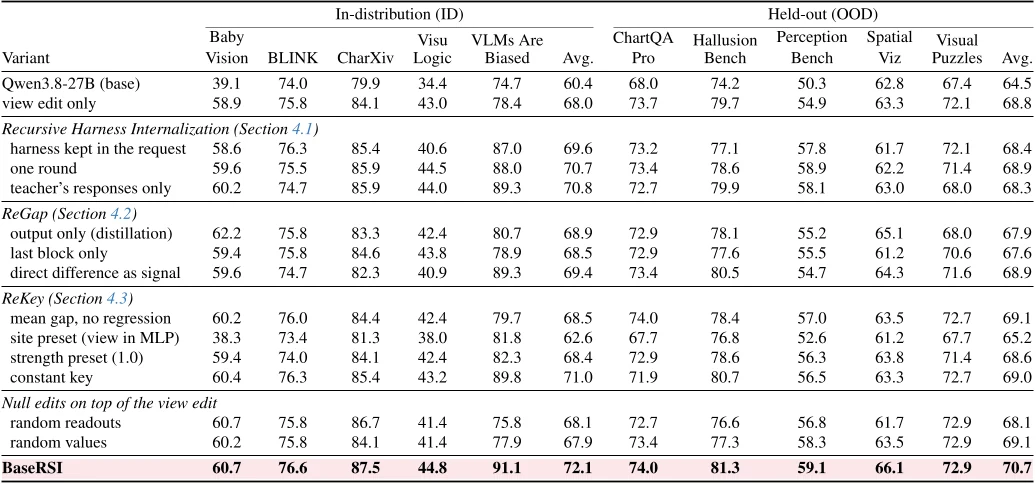 In-distribution (ID) Held-out (OOD)
Variant Baby Vision BLINK CharXiv Visu Logic VLMs Are Biased Avg. ChartQA Pro Hallusion Bench Perception Bench Spatial Viz Visual Puzzles Avg.
Qwen3.8-27B (base) 39.1 74.0 79.9 34.4 74.7 60.4 68.0 74.2 50.3 62.8 67.4 64.5
view edit only 58.9 75.8 84.1 43.0 78.4 68.0 73.7 79.7 54.9 63.3 72.1 68.8
Recursive Harness Internalization (Section 4.1)
harness kept in the request 58.6 76.3 85.4 40.6 87.0 69.6 73.2 77.1 57.8 61.7 72.1 68.4
one round 59.6 75.5 85.9 44.5 88.0 70.7 73.4 78.6 58.9 62.2 71.4 68.9
teacher's responses only 60.2 74.7 85.9 44.0 89.3 70.8 72.7 79.9 58.1 63.0 68.0 68.3
ReGap (Section 4.2)
output only (distillation) 62.2 75.8 83.3 42.4 80.7 68.9 72.9 78.1 55.2 65.1 68.0 67.9
last block only 59.4 75.8 84.6 43.8 78.9 68.5 72.9 77.6 55.5 61.2 70.6 67.6
direct difference as signal 59.6 74.7 82.3 40.9 89.3 69.4 73.4 80.5 54.7 64.3 71.6 68.9
ReKey (Section 4.3)
mean gap, no regression 60.2 76.0 84.4 42.4 79.7 68.5 74.0 78.4 57.0 63.5 72.7 69.1
site preset (view in MLP) 38.3 73.4 81.3 38.0 81.8 62.6 67.7 76.8 52.6 61.2 67.7 65.2
strength preset (1.0) 59.4 74.0 84.1 42.4 82.3 68.4 72.9 78.6 56.3 63.8 71.4 68.6
constant key 60.4 76.3 85.4 43.2 89.8 71.0 71.9 80.7 56.5 63.3 72.7 69.0
Null edits on top of the view edit
random readouts 60.7 75.8 86.7 41.4 75.8 68.1 72.7 76.6 56.8 61.7 72.9 68.1
random values 60.2 75.8 84.1 41.4 77.9 67.9 73.4 77.3 58.3 63.5 72.9 69.1
BaseRSI 60.7 76.6 87.5 44.8 91.1 72.1 74.0 81.3 59.1 66.1 72.9 70.7